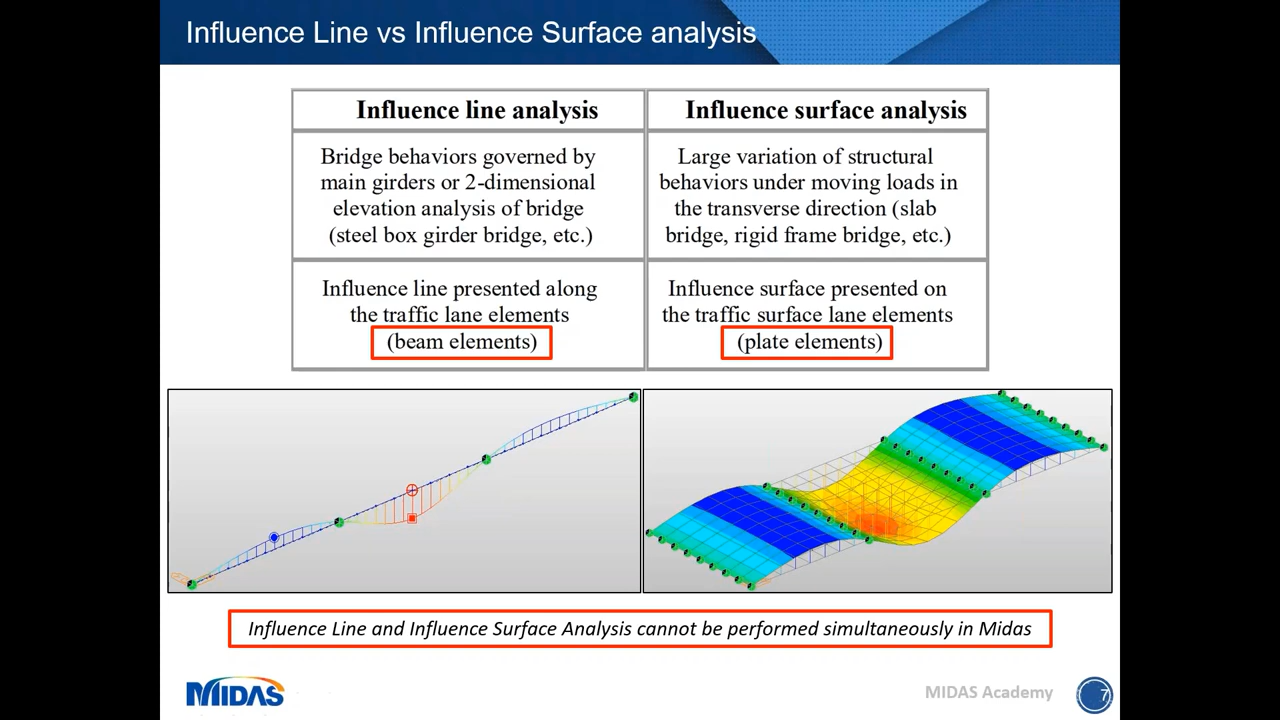 Influence Line vs Influence Surface analysis
Influence line analysis
Influence surface analysis
Bridge behaviors governed by
main girders or 2-dimensional
elevation analysis of bridge
(steel box girder bridge, etc.)
Large variation of structural
behaviors under moving loads in
the transverse direction (slab
bridge, rigid frame bridge, etc.)
Influence line presented along
the traffic lane elements
(beam elements)
Influence surface presented on
the traffic surface lane elements
(plate elements)
Influence Line and Influence Surface Analysis cannot be performed simultaneously in Midas
MIDAS
MIDAS Academy
7